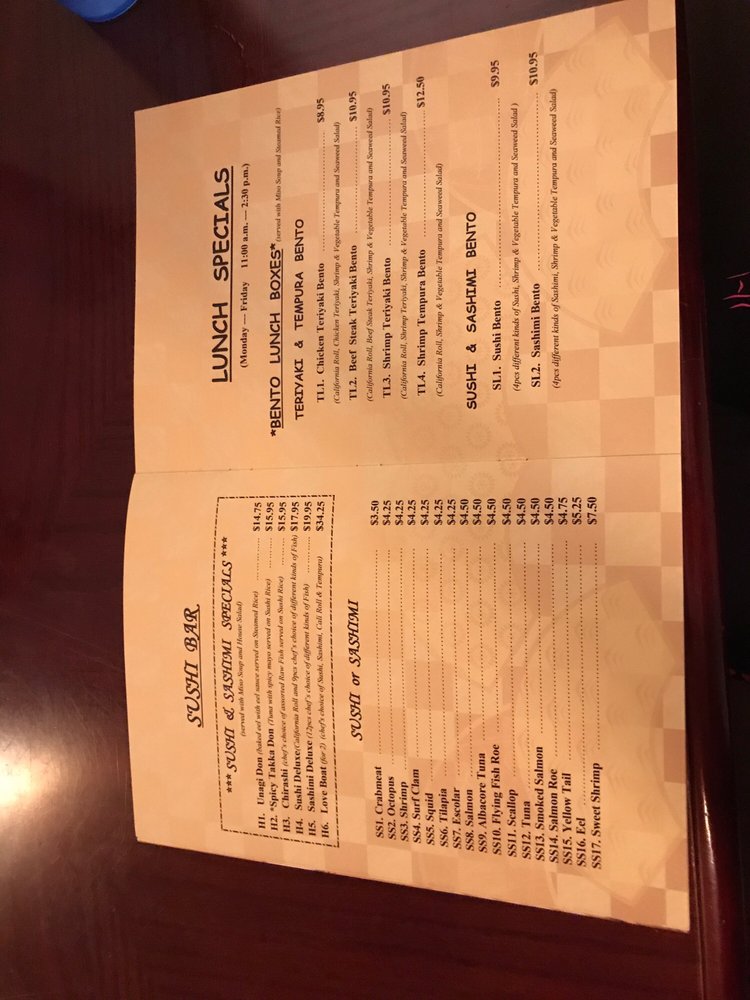 SUSHI BAR
*** SUSHI & SASHIMI SPECIALS ***
(served with Miso Soup and House Salad)
H1. Unagi Don (baked eel with eel sauce served on Steamed Rice) .......... $14.75
H2. *Spicy Takka Don (Tuna with spicy mayo served on Sushi Rice) .......... $15.95
H3. Chirashi (chef's choice of assorted Raw Fish served on Sushi Rice) .......... $15.95
H4. Sushi Deluxe(California Roll and 9pcs chef's choice of different kinds of Fish) $17.95
H5. Sashimi Deluxe (12pcs chef's choice of different kinds of Fish) .......... $19.95
H6. Love Boat (for 2) (chef's choice of Sushi, Sashimi, Cali Roll & Tempura) $34.25
SUSHI or SASHIMI
SS1. Crabmeat .......... $3.50
SS2. Octopus .......... $4.25
SS3. Shrimp .......... $4.25
SS4. Surf Clam .......... $4.25
SS5. Squid .......... $4.25
SS6. Tilapia .......... $4.25
SS7. Escolar .......... $4.25
SS8. Salmon .......... $4.50
SS9. Albacore Tuna .......... $4.50
SS10. Flying Fish Roe .......... $4.50
SS11. Scallop .......... $4.50
SS12. Tuna .......... $4.50
SS13. Smoked Salmon .......... $4.50
SS14. Salmon Roe .......... $4.50
SS15. Yellow Tail .......... $4.75
SS16. Eel .......... $5.25
SS17. Sweet Shrimp .......... $7.50
LUNCH SPECIALS
(Monday --- Friday 11:00 a.m. --- 2:30 p.m.)
*BENTO LUNCH BOXES* (served with Miso Soup and Steamed Rice)
TERIYAKI & TEMPURA BENTO
TL1. Chicken Teriyaki Bento .......... $8.95
(California Roll, Chicken Teriyaki, Shrimp & Vegetable Tempura and Seaweed Salad)
TL2. Beef Steak Teriyaki Bento .......... $10.95
(California Roll, Beef Steak Teriyaki, Shrimp & Vegetable Tempura and Seaweed Salad)
TL3. Shrimp Teriyaki Bento .......... $10.95
(California Roll, Shrimp Teriyaki, Shrimp & Vegetable Tempura and Seaweed Salad)
TL4. Shrimp Tempura Bento .......... $12.50
(California Roll, Shrimp & Vegetable Tempura and Seaweed Salad)
SUSHI & SASHIMI BENTO
SL1. Sushi Bento .......... $9.95
(4pcs different kinds of Sushi, Shrimp & Vegetable Tempura and Seaweed Salad )
SL2. Sashimi Bento .......... $10.95
(4pcs different kinds of Sashimi, Shrimp & Vegetable Tempura and Seaweed Salad)